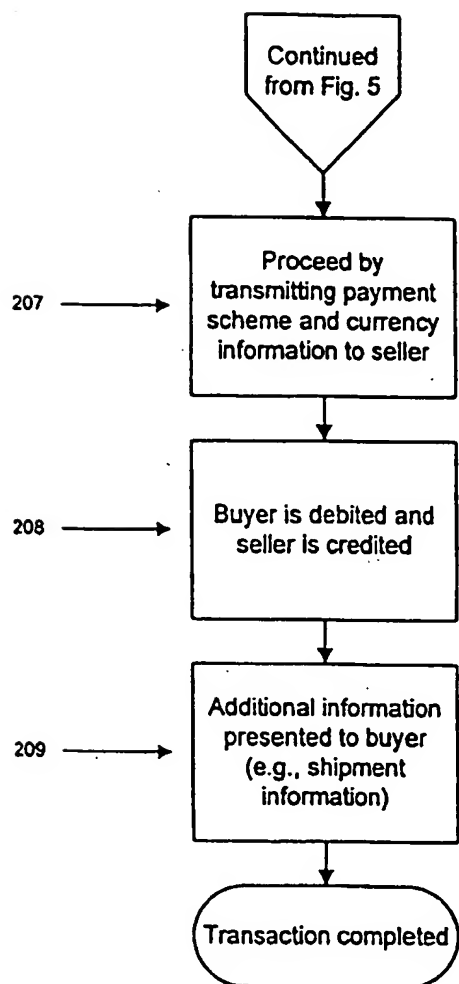 Continued
from Fig. 5
207
Proceed by
transmitting payment
scheme and currency
information to seller
208
Buyer is debited and
seller is credited
209
Additional information
presented to buyer
(e.g., shipment
information)
Transaction completed